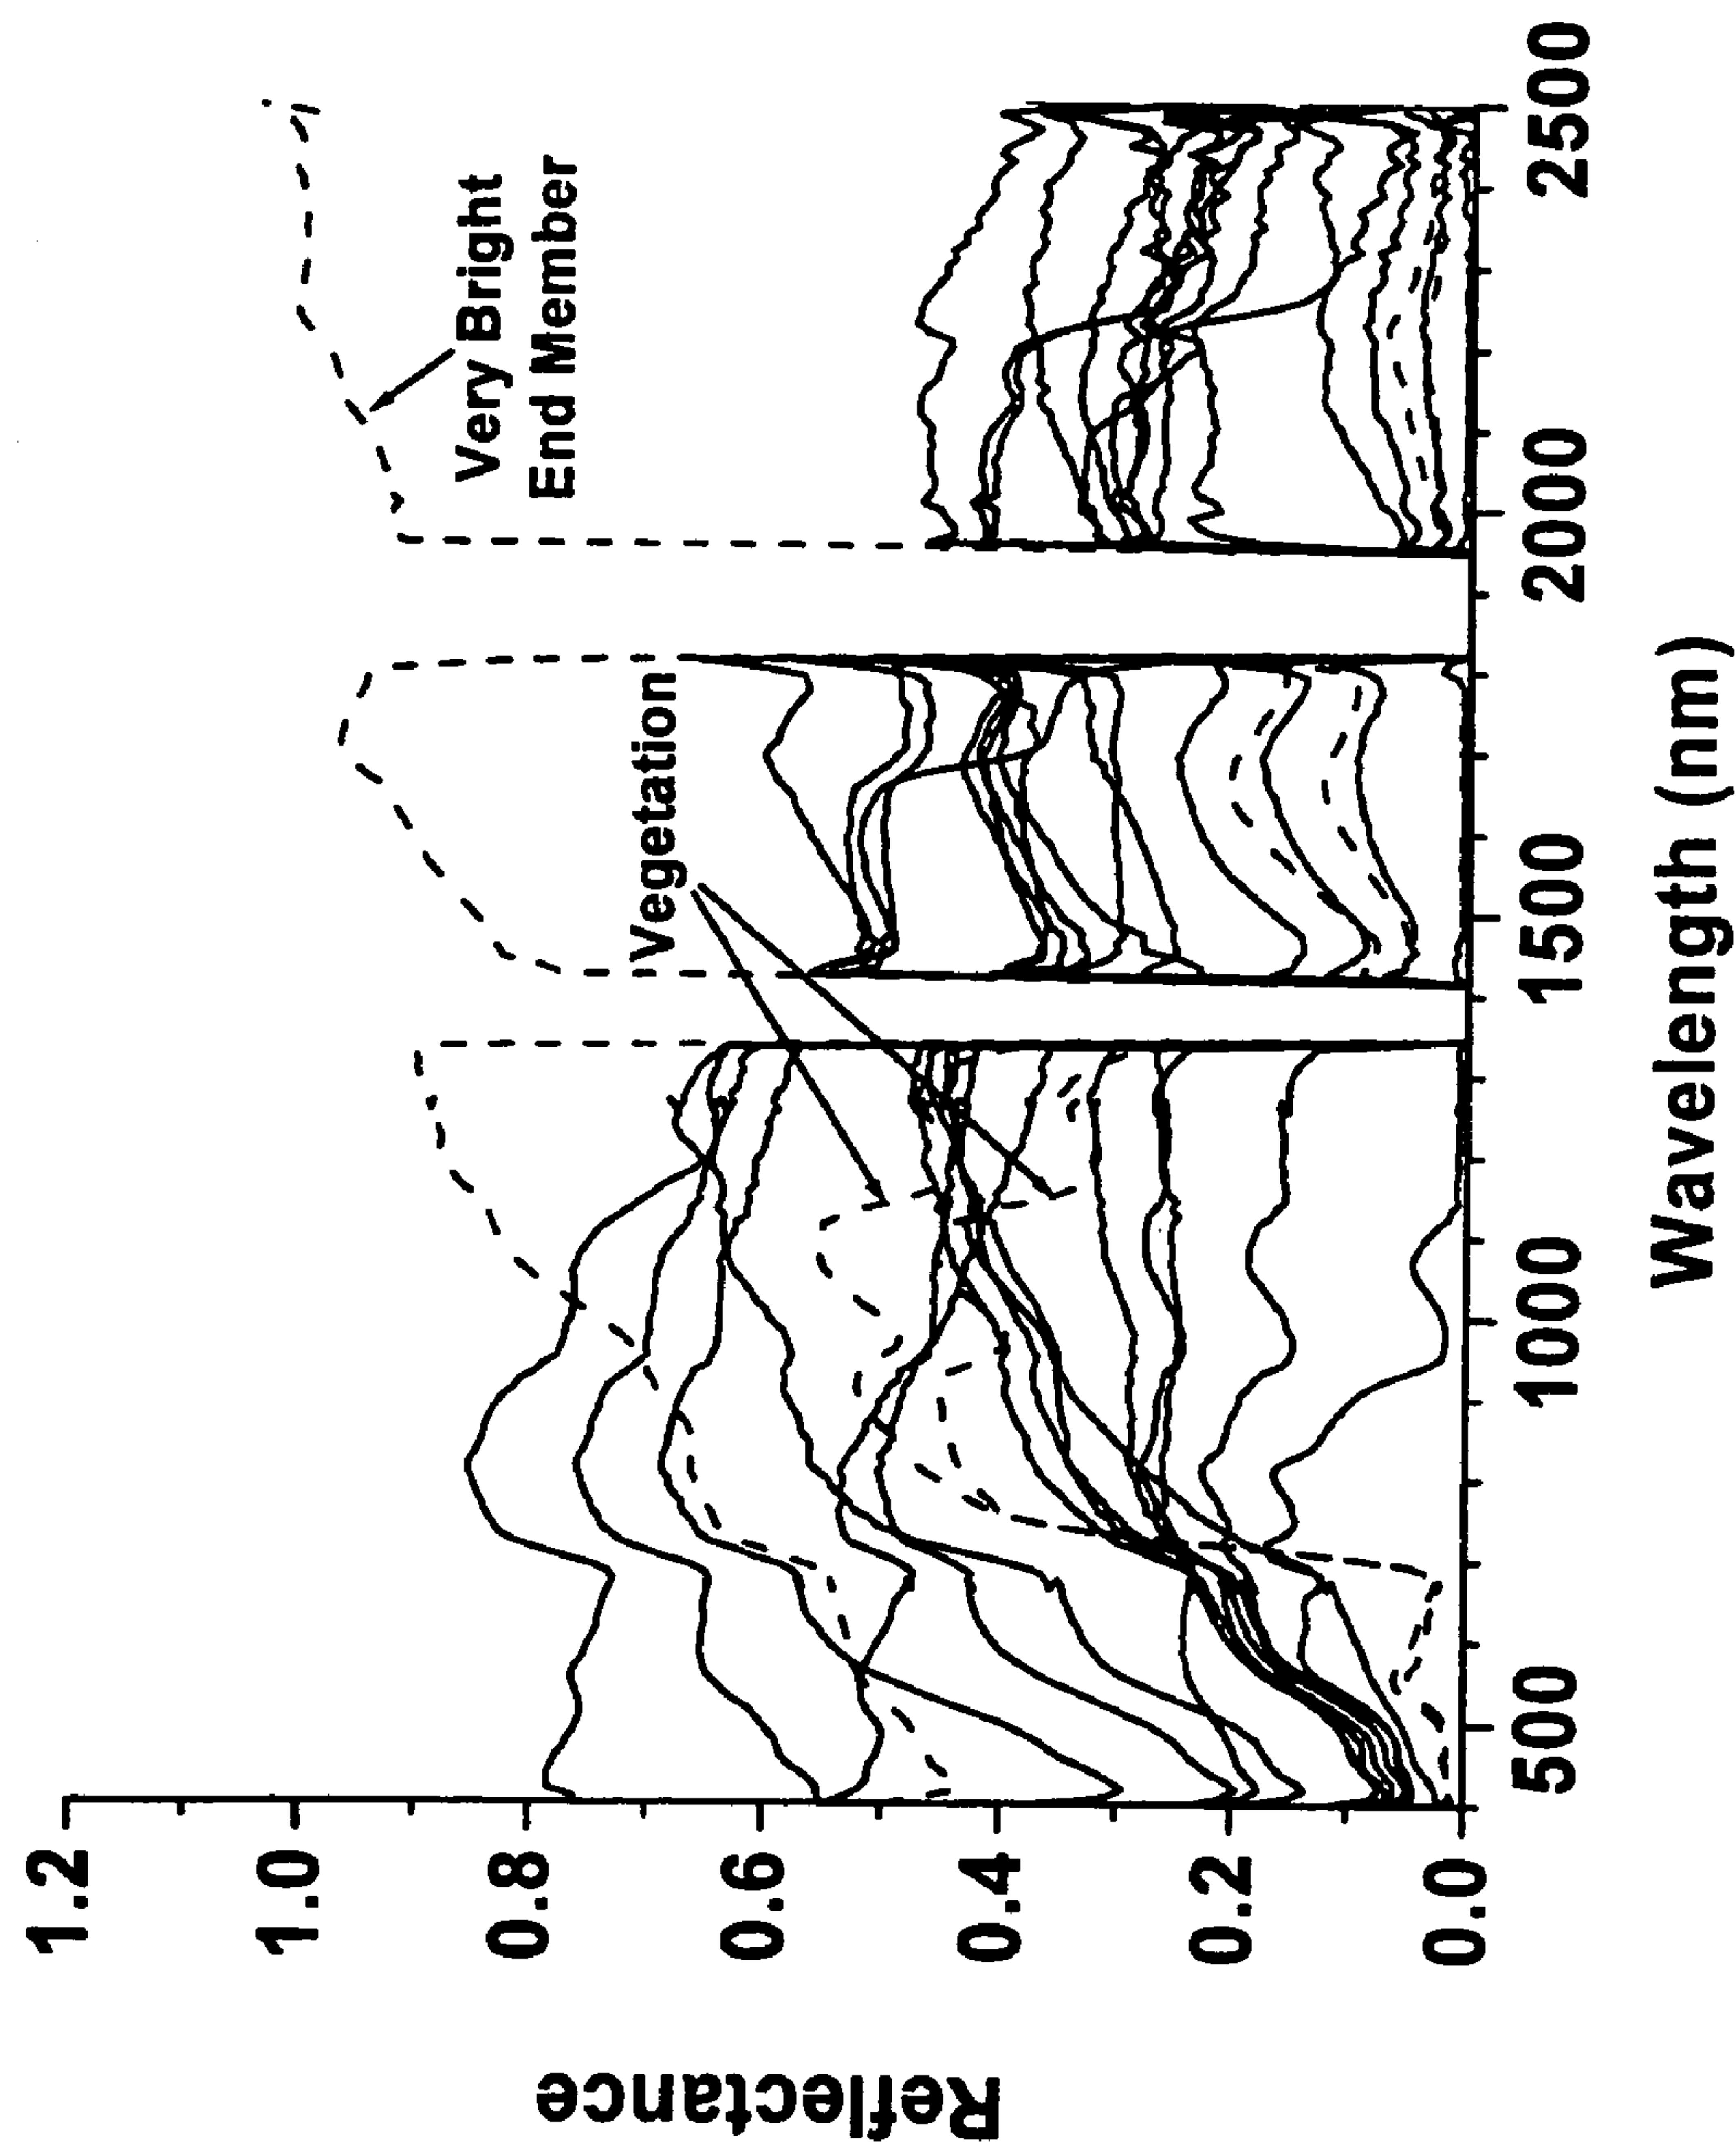 Reflectance
1.2
1.0
0.8
0.6
0.4
0.2
0.0
Very Bright
End Member
Vegetation
500
1000
1500
2000
2500
Wavelength (nm)